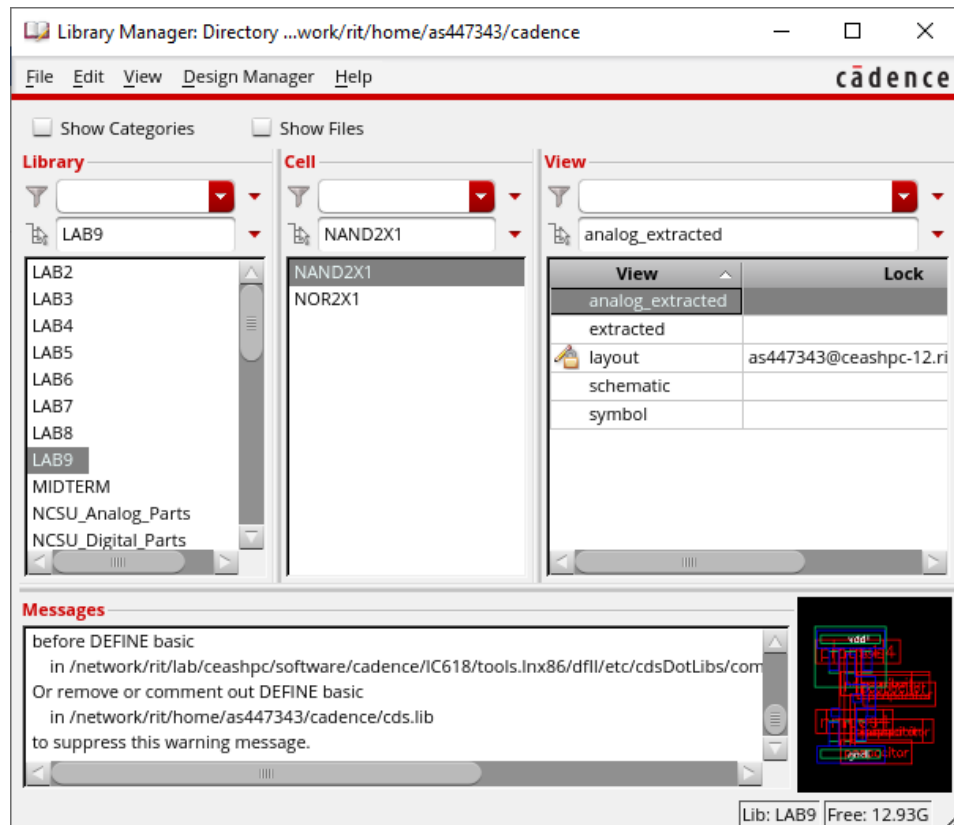 Library Manager: Directory ...work/rit/home/as447343/cadence
File Edit View Design Manager Help cādence
Show Categories Show Files
Library
LAB9
LAB2
LAB3
LAB4
LAB5
LAB6
LAB7
LAB8
LAB9
MIDTERM
NCSU_Analog_Parts
NCSU_Digital_Parts
Cell
NAND2X1
NAND2X1
NOR2X1
View
analog_extracted
View Lock
analog_extracted
extracted
layout as447343@ceashpc-12.ri
schematic
symbol
Messages
before DEFINE basic
in /network/rit/lab/ceashpc/software/cadence/IC618/tools.lnx86/dfII/etc/cdsDotLibs/com
Or remove or comment out DEFINE basic
in /network/rit/home/as447343/cadence/cds.lib
to suppress this warning message.
vdd!
gnd!
Lib: LAB9 Free: 12.93G